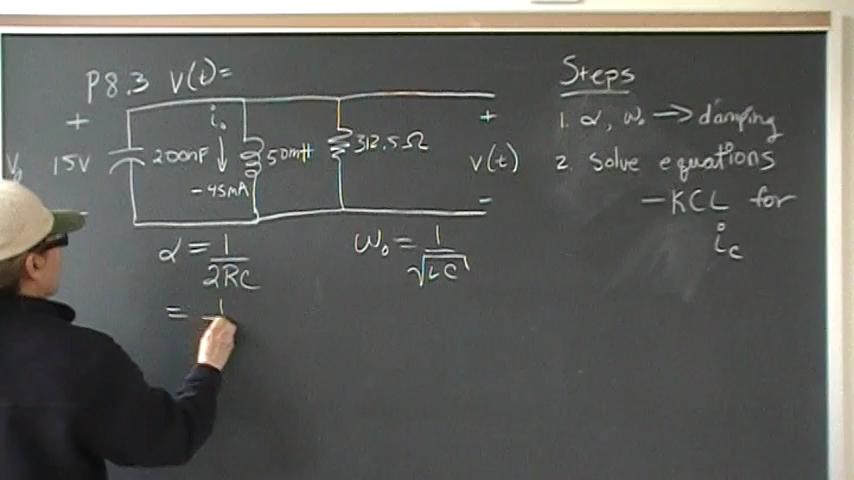 P8.3 V(t)=
+
V₀ 15V
200nF
i₀
-45mA
50mH
312.5Ω
+
V(t)
-
α = 1/2RC
= 1
ω₀ = 1/√LC
Steps
1. α, ω₀ → damping
2. Solve equations
- KCL for
i_c